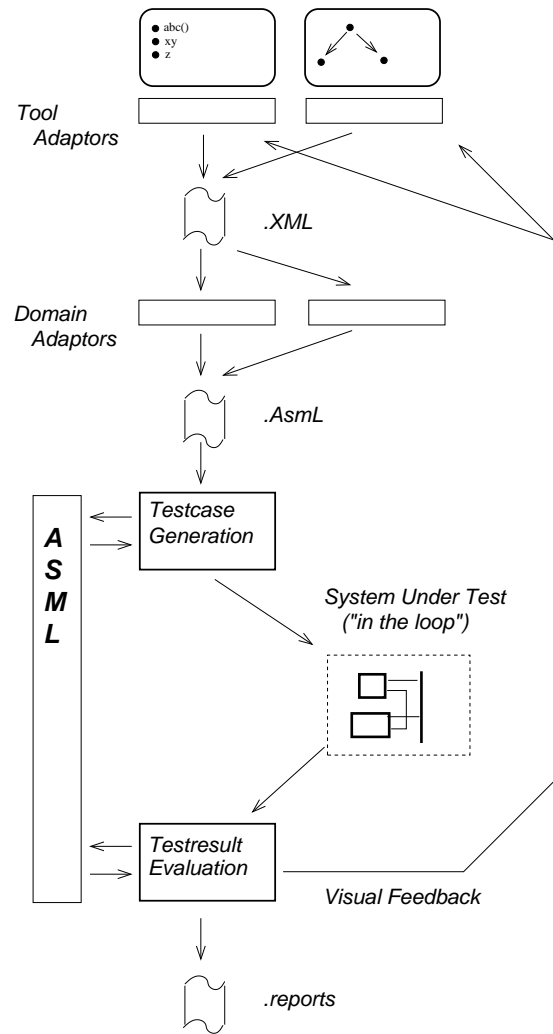 abc()
xy
z
Tool
Adaptors
.XML
Domain
Adaptors
.AsmL
Testcase
Generation
A
S
M
L
System Under Test
("in the loop")
Testresult
Evaluation
Visual Feedback
.reports